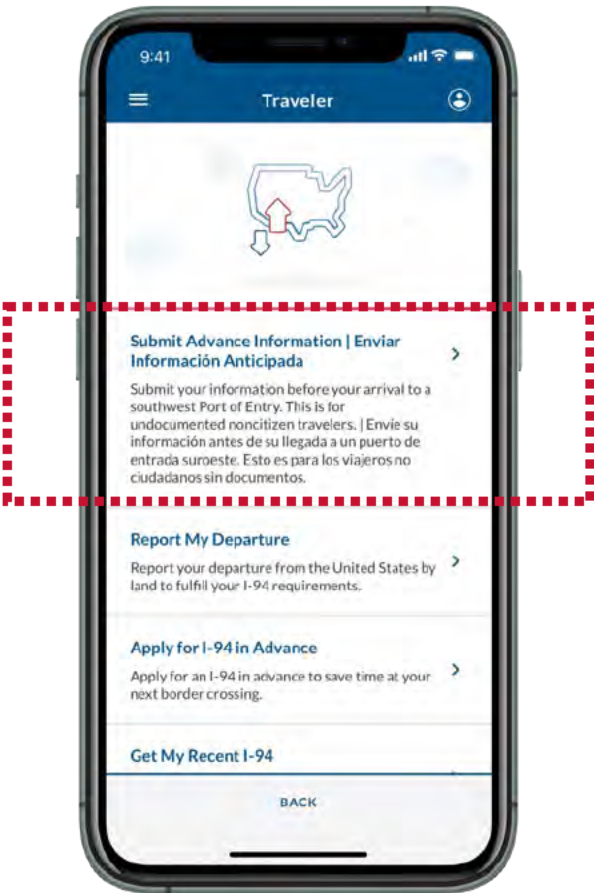 9:41
Traveler
Submit Advance Information | Enviar
Información Anticipada
Submit your information before your arrival to a
southwest Port of Entry. This is for
undocumented noncitizen travelers. | Envíe su
información antes de su llegada a un puerto de
entrada suroeste. Esto es para los viajeros no
ciudadanos sin documentos.
Report My Departure
Report your departure from the United States by
land to fulfill your I-94 requirements.
Apply for I-94 in Advance
Apply for an I-94 in advance to save time at your
next border crossing.
Get My Recent I-94
BACK